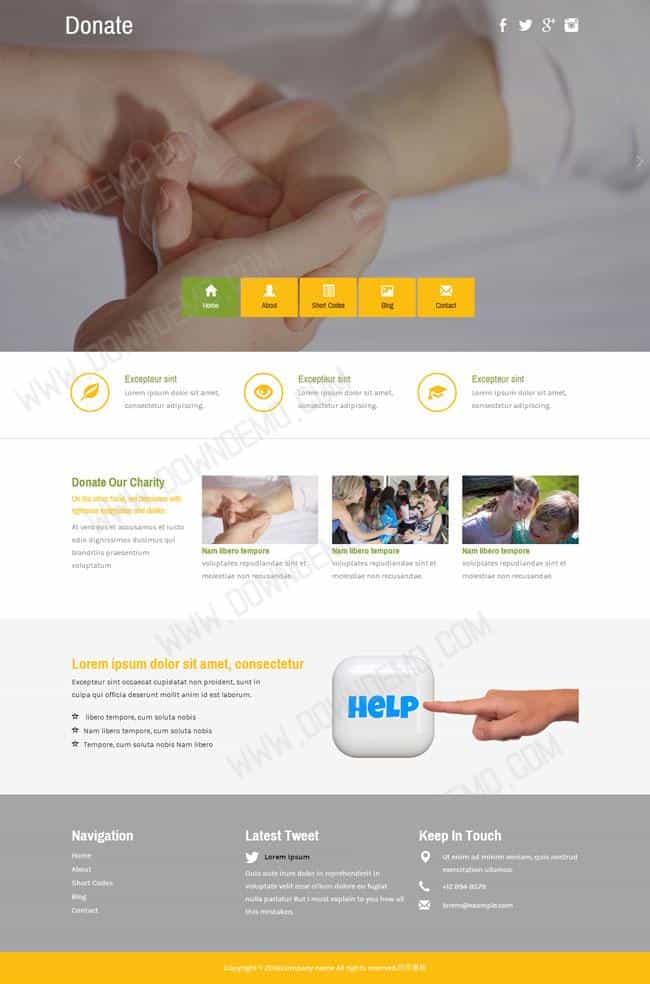 Donate
Home
About
Short Codes
Blog
Contact
Excepteur sint
Lorem ipsum dolor sit amet,
consectetur adipiscing.
Excepteur sint
Lorem ipsum dolor sit amet,
consectetur adipiscing.
Excepteur sint
Lorem ipsum dolor sit amet,
consectetur adipiscing.
Donate Our Charity
On the other hand, we denounce with
righteous indignation and dislike
At vero eos et accusamus et iusto
odio dignissimos ducimus qui
blanditiis praesentium
voluptatum
Nam libero tempore
voluptates repudiandae sint et
molestiae non recusandae.
Nam libero tempore
voluptates repudiandae sint et
molestiae non recusandae.
Nam libero tempore
voluptates repudiandae sint et
molestiae non recusandae.
Lorem ipsum dolor sit amet, consectetur
Excepteur sint occaecat cupidatat non proident, sunt in
culpa qui officia deserunt mollit anim id est laborum.
libero tempore, cum soluta nobis
Nam libero tempore, cum soluta nobis
Tempore, cum soluta nobis Nam libero
HELP
Navigation
Home
About
Short Codes
Blog
Contact
Latest Tweet
Lorem Ipsum
Duis aute irure dolor in reprehenderit in
voluptate velit esse cillum dolore eu fugiat
nulla pariatur But I must explain to you how all
this mistaken.
Keep In Touch
Ut enim ad minim veniam, quis nostrud
exercitation ullamco.
lorem@example.com
Company name All rights reserved.
WWW.DOWNDEMO.COM
WWW.DOWNDEMO.COM
WWW.DOWNDEMO.COM
WWW.DOWNDEMO.COM